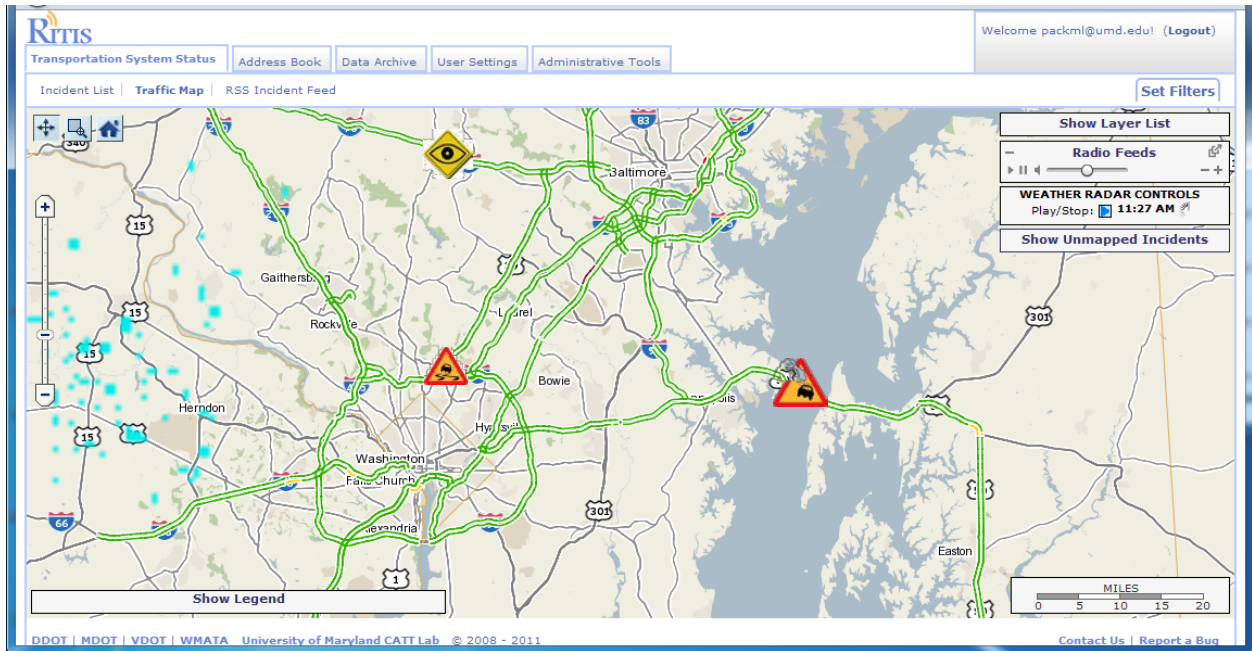 RITIS
Welcome packml@umd.edu! (Logout)
Transportation System Status
Address Book
Data Archive
User Settings
Administrative Tools
Incident List | Traffic Map | RSS Incident Feed
Set Filters
Show Layer List
Radio Feeds
WEATHER RADAR CONTROLS
Play/Stop: 11:27 AM
Show Unmapped Incidents
83
340
Baltimore
15
Gaithersburg
15
301
Laurel
Rockville
15
Bowie
Herndon
15
Washington
Falls Church
301
66
Alexandria
Easton
1
Show Legend
MILES
0 5 10 15 20
DDOT | MDOT | VDOT | WMATA University of Maryland CATT Lab © 2008 - 2011
Contact Us | Report a Bug